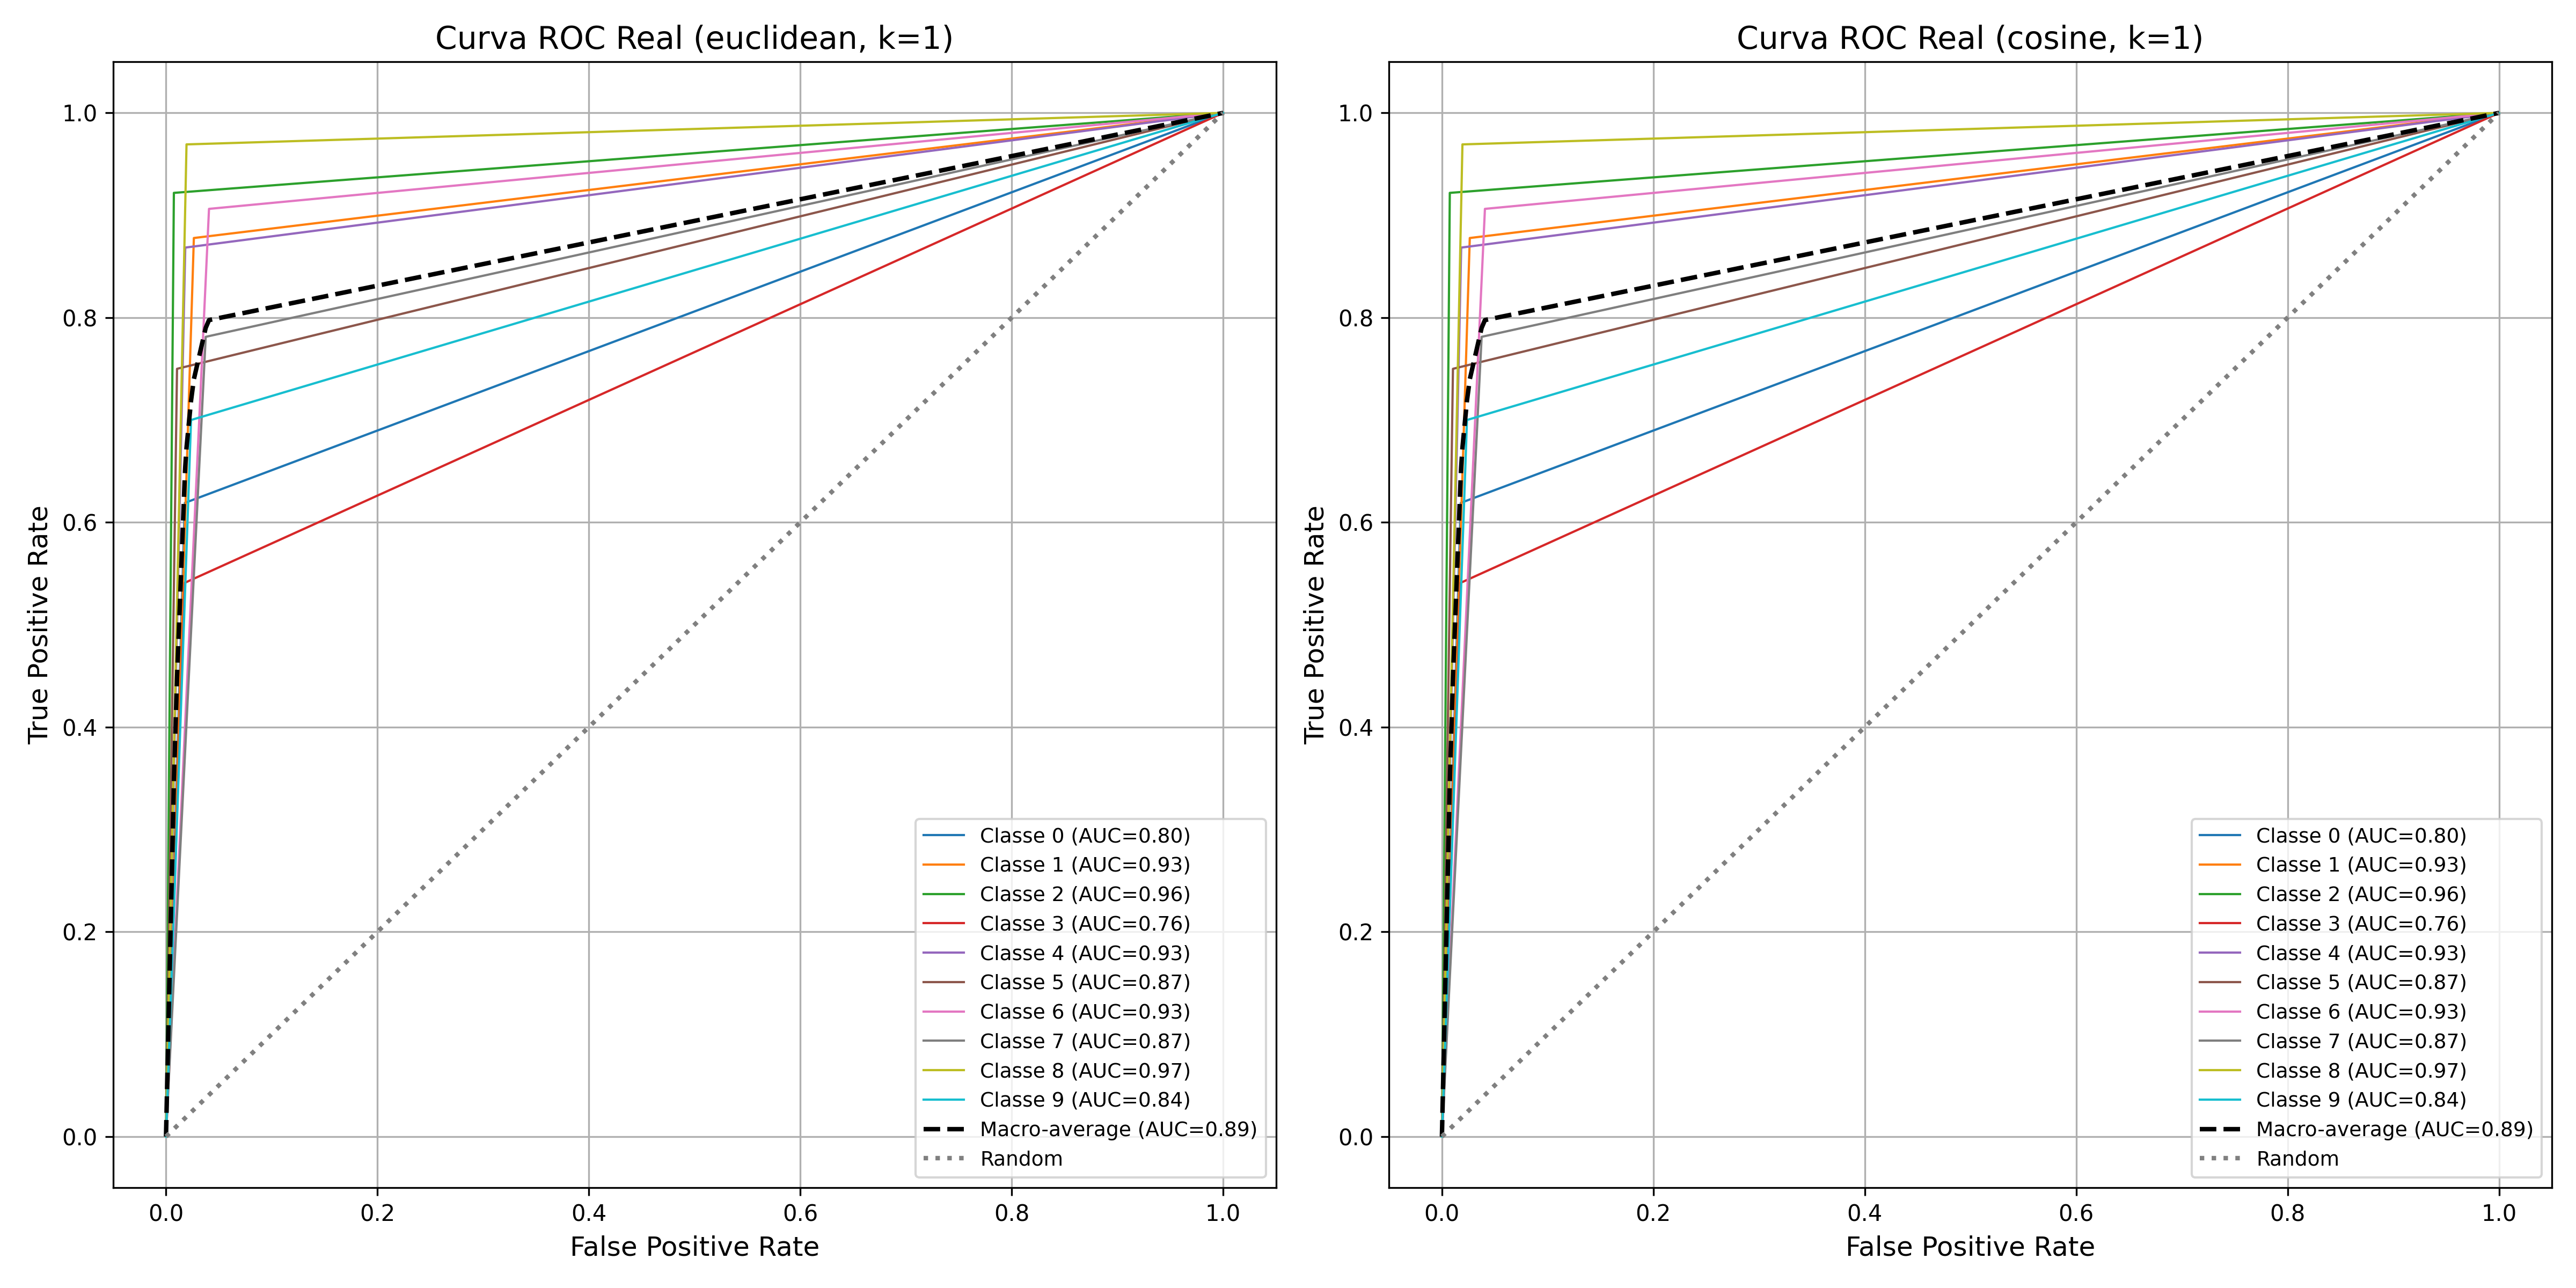 Curva ROC Real (euclidean, k=1)
True Positive Rate
1.0
0.8
0.6
0.4
0.2
0.0
Classe 0 (AUC=0.80)
Classe 1 (AUC=0.93)
Classe 2 (AUC=0.96)
Classe 3 (AUC=0.76)
Classe 4 (AUC=0.93)
Classe 5 (AUC=0.87)
Classe 6 (AUC=0.93)
Classe 7 (AUC=0.87)
Classe 8 (AUC=0.97)
Classe 9 (AUC=0.84)
Macro-average (AUC=0.89)
Random
0.0 0.2 0.4 0.6 0.8 1.0
False Positive Rate
Curva ROC Real (cosine, k=1)
True Positive Rate
1.0
0.8
0.6
0.4
0.2
0.0
Classe 0 (AUC=0.80)
Classe 1 (AUC=0.93)
Classe 2 (AUC=0.96)
Classe 3 (AUC=0.76)
Classe 4 (AUC=0.93)
Classe 5 (AUC=0.87)
Classe 6 (AUC=0.93)
Classe 7 (AUC=0.87)
Classe 8 (AUC=0.97)
Classe 9 (AUC=0.84)
Macro-average (AUC=0.89)
Random
0.0 0.2 0.4 0.6 0.8 1.0
False Positive Rate